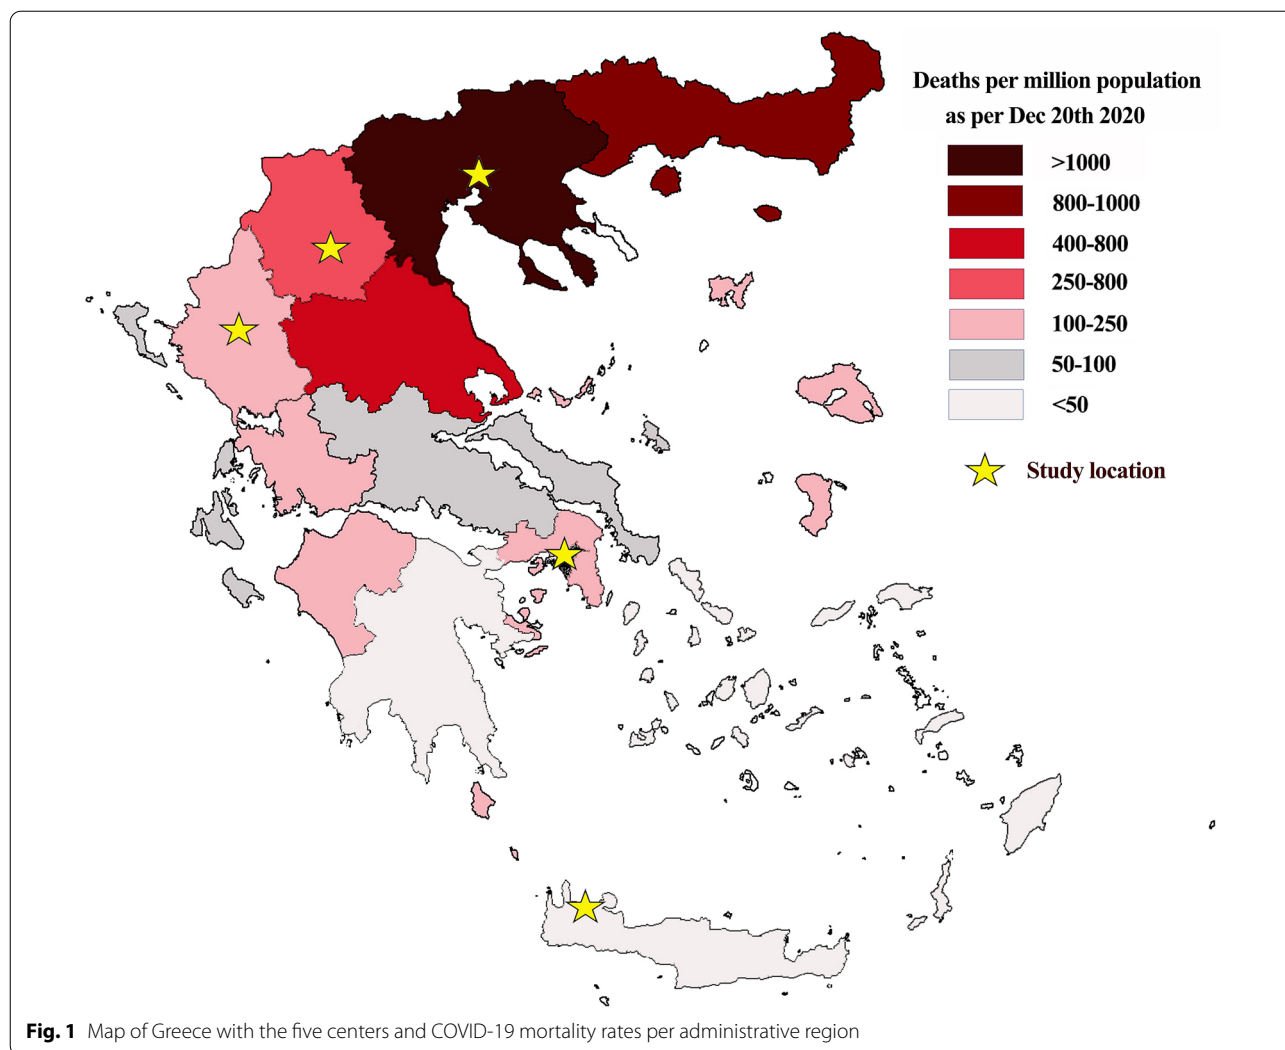 Deaths per million population
as per Dec 20th 2020
>1000
800-1000
400-800
250-800
100-250
50-100
<50
Study location
Fig. 1 Map of Greece with the five centers and COVID-19 mortality rates per administrative region